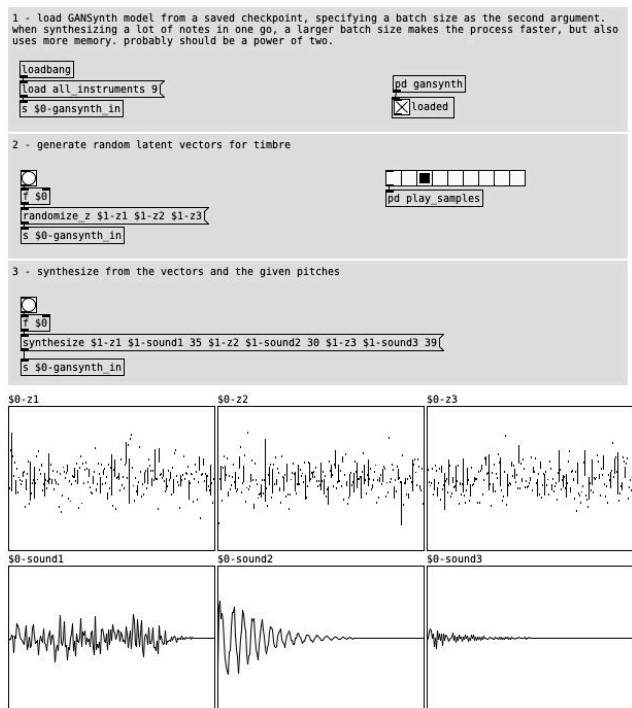 1 - load GANSynth model from a saved checkpoint, specifying a batch size as the second argument.
when synthesizing a lot of notes in one go, a larger batch size makes the process faster, but also
uses more memory. probably should be a power of two.
loadbang
load all_instruments 9
s $0-gansynth_in
pd gansynth
loaded
2 - generate random latent vectors for timbre
f $0
randomize_z $1-z1 $1-z2 $1-z3
s $0-gansynth_in
pd play_samples
3 - synthesize from the vectors and the given pitches
f $0
synthesize $1-z1 $1-sound1 35 $1-z2 $1-sound2 30 $1-z3 $1-sound3 39
s $0-gansynth_in
$0-z1
$0-z2
$0-z3
$0-sound1
$0-sound2
$0-sound3